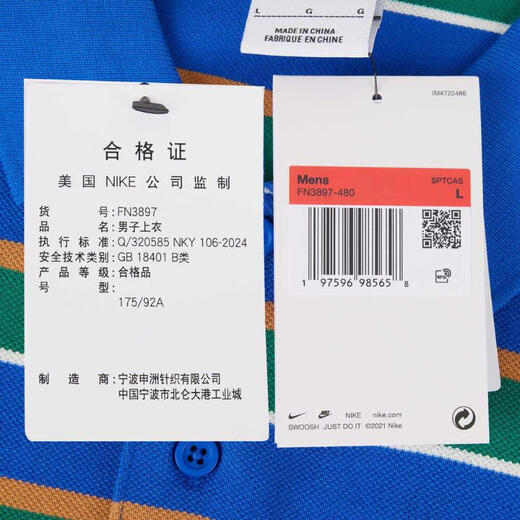 L G G
MADE IN CHINA
FABRIQUE EN CHINE
合格证
美国 NIKE 公司监制
货号:FN3897
品名:男子上衣
执行标准:Q/320585 NKY 106-2024
安全技术类别:GB 18401 B类
产品等级:合格品
号型:
175/92A
制造商:宁波申洲针织有限公司
中国宁波市北仑大港工业城
IM#722486
Mens SPTCAS
FN3897-480 L
1 97596 98565 8
RFID
NIKE nike.com
SWOOSH JUST DO IT ©2021 Nike